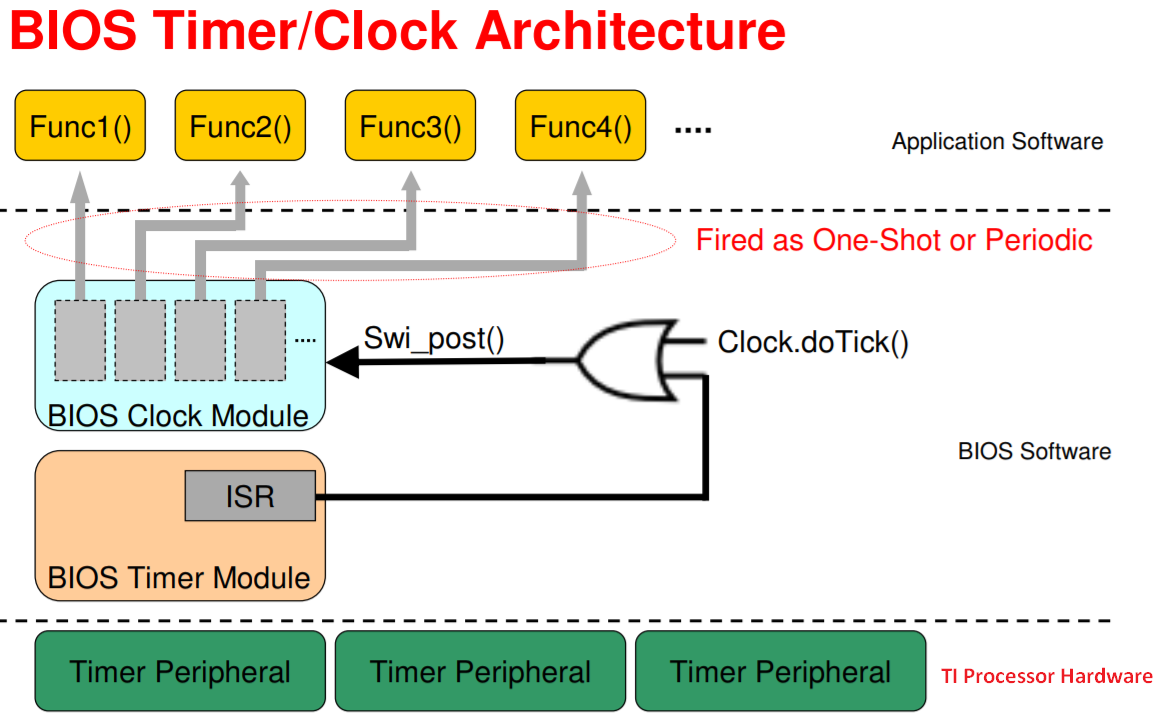 BIOS Timer/Clock Architecture
Func1()
Func2()
Func3()
Func4()
....
Application Software
Fired as One-Shot or Periodic
....
Swi_post()
Clock.doTick()
BIOS Clock Module
BIOS Software
ISR
BIOS Timer Module
Timer Peripheral
Timer Peripheral
Timer Peripheral
TI Processor Hardware